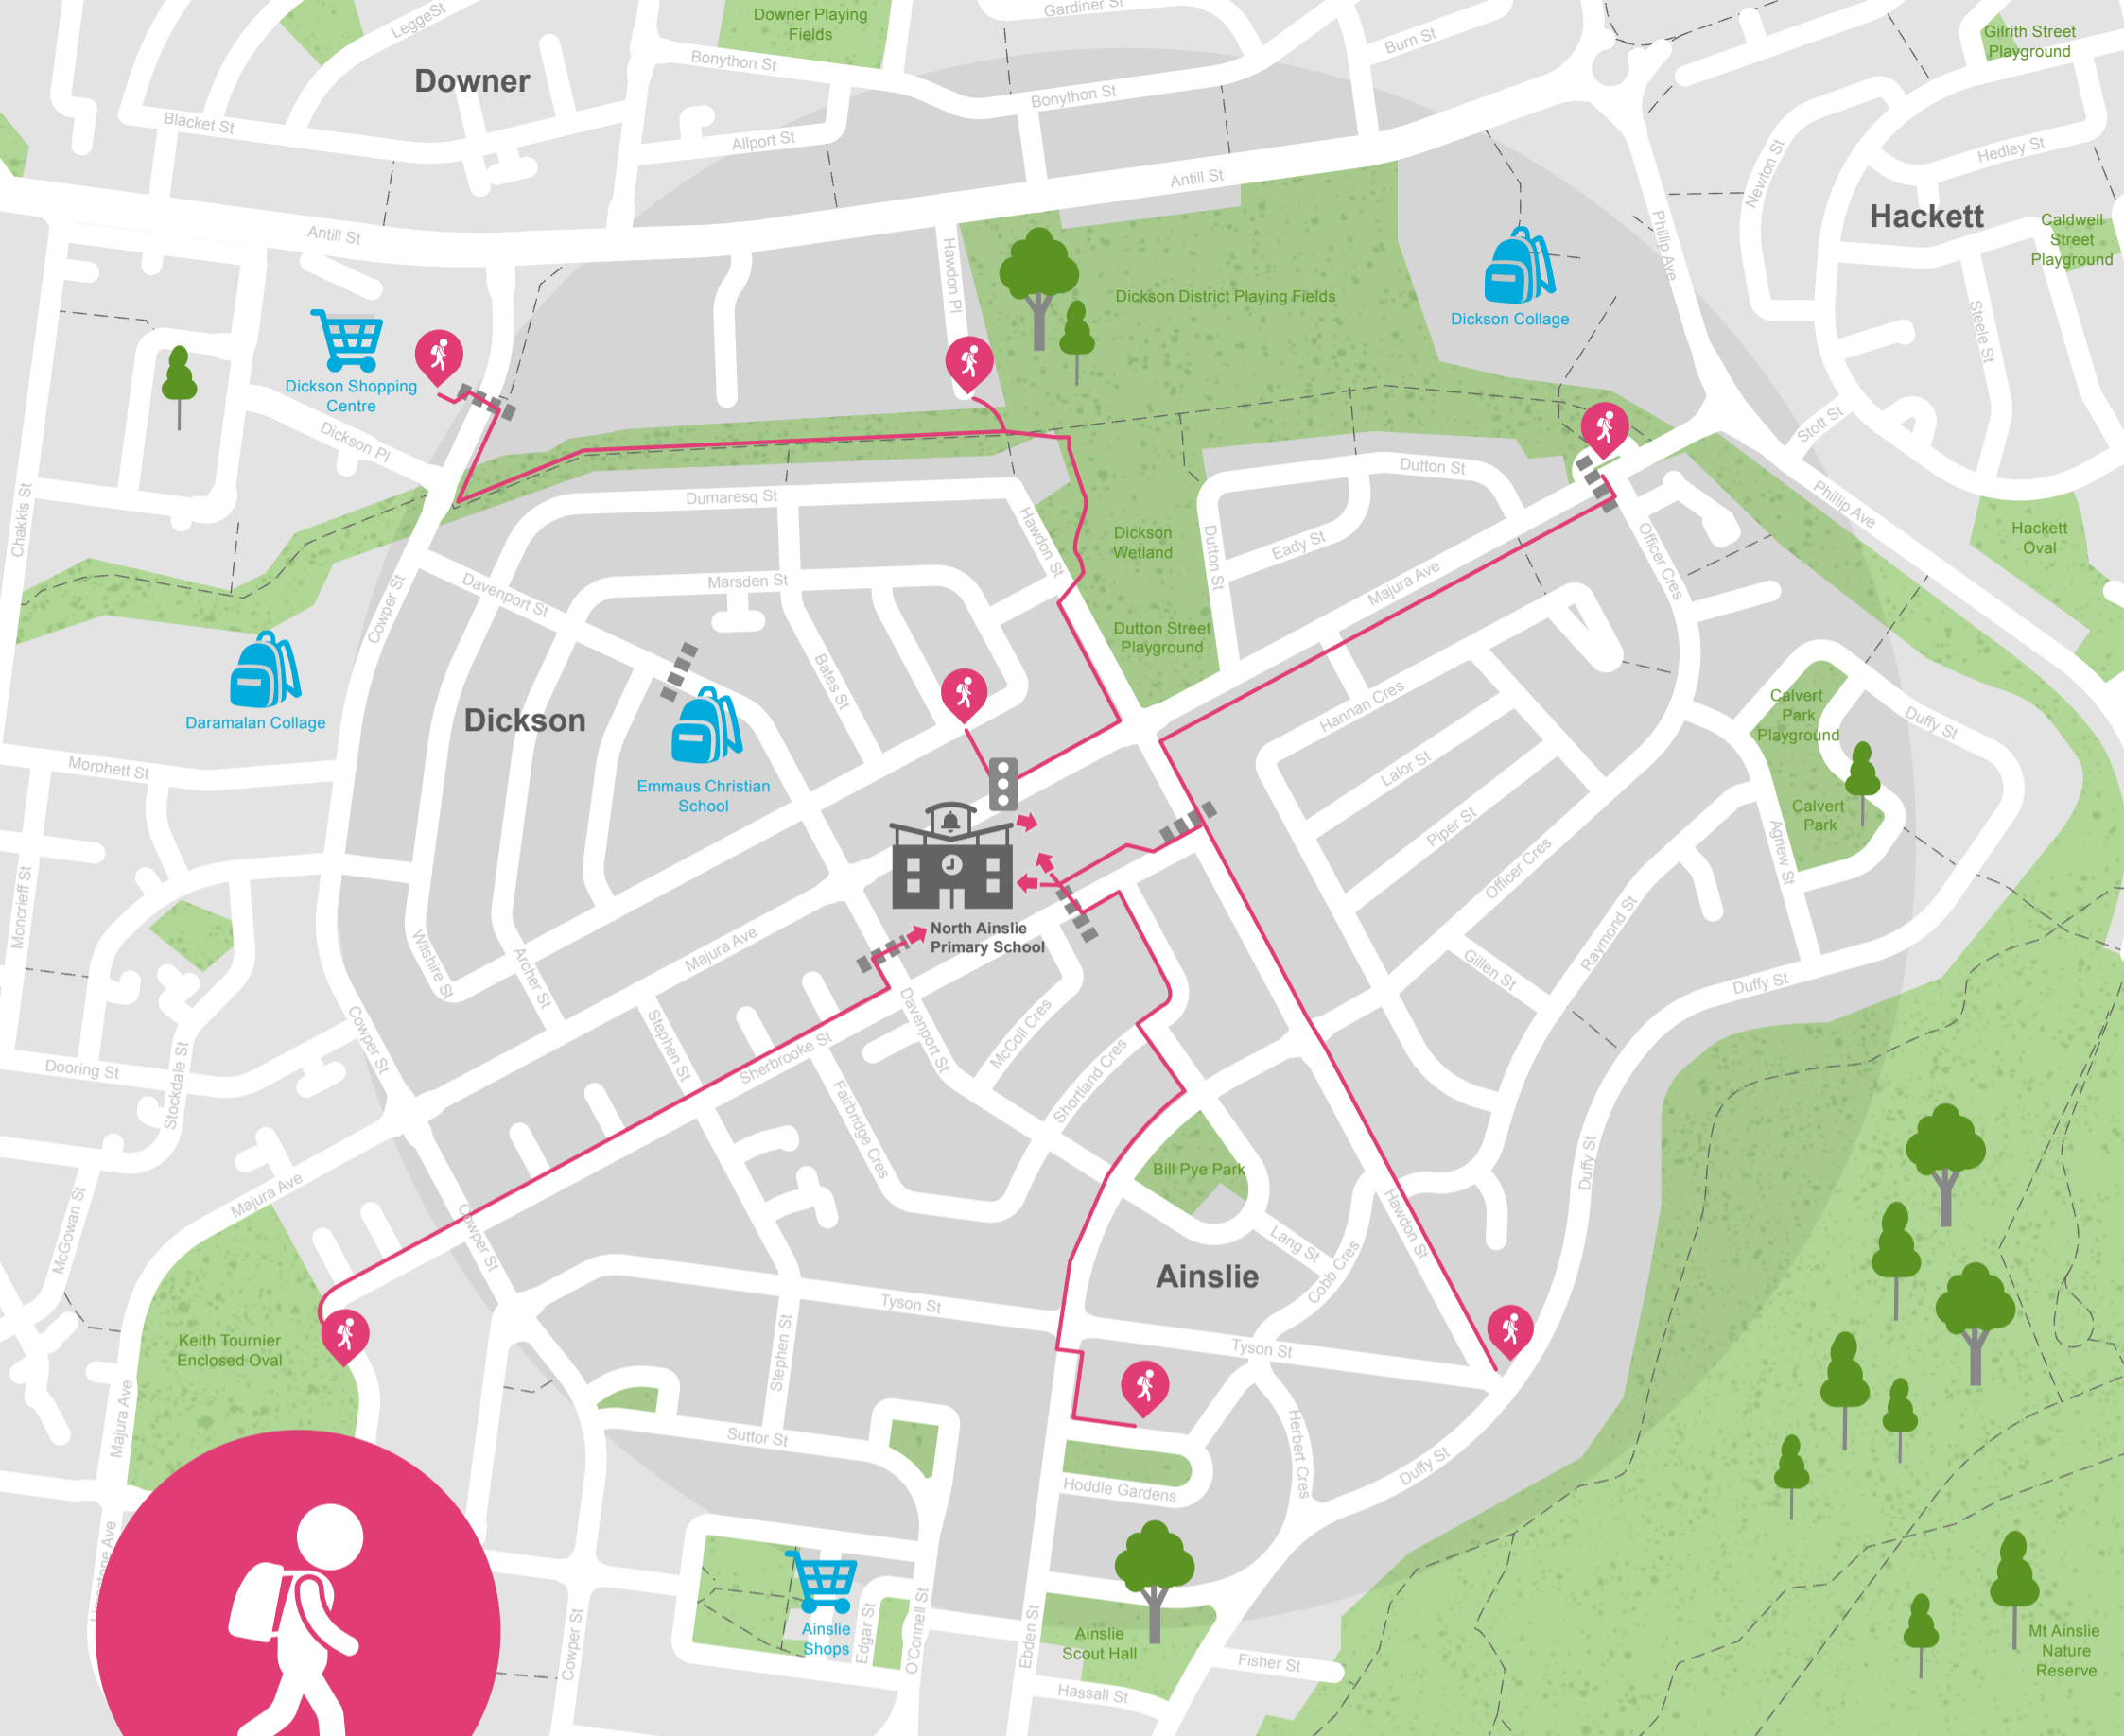 LeggeSt
Downer Playing
Fields
Gardiner St
Gilrith Street
Playground
Burn St
Bonython St
Downer
Bonython St
Blacket St
Allport St
Hedley St
Newton St
Antill St
Hackett
Caldwell
Street
Playground
Antill St
Phillip Ave
Hawdon Pl
Dickson District Playing Fields
Dickson Collage
Steele St
Dickson Shopping
Centre
Dickson Pl
Stott St
Dutton St
Dumaresq St
Phillip Ave
Chakkis St
Hawdon St
Dickson
Wetland
Hackett
Oval
Eady St
Dutton St
Officer Cres
Majura Ave
Marsden St
Davenport St
Cowper St
Dutton Street
Playground
Bates St
Daramalan Collage
Dickson
Hannan Cres
Calvert
Park
Playground
Duffy St
Morphett St
Lalor St
Emmaus Christian
School
Calvert
Park
Piper St
Agnew St
Officer Cres
Moncrieff St
North Ainslie
Primary School
Majura Ave
Wilshire St
Archer St
Raymond St
Gillen St
Duffy St
Cowper St
Stephen St
Davenport St
McColl Cres
Sherbrooke St
Dooring St
Stockdale St
Shortland Cres
Fairbridge Cres
Bill Pye Park
Duffy St
Majura Ave
McGowan St
Cowper St
Hawdon St
Lang St
Cobb Cres
Ainslie
Tyson St
Keith Tournier
Enclosed Oval
Stephen St
Tyson St
Majura Ave
Suttor St
Herbert Cres
Duffy St
Hoddle Gardens
Limestone Ave
Ainslie
Shops
Edgar St
O'Connell St
Cowper St
Ebden St
Ainslie
Scout Hall
Fisher St
Hassall St
Mt Ainslie
Nature
Reserve